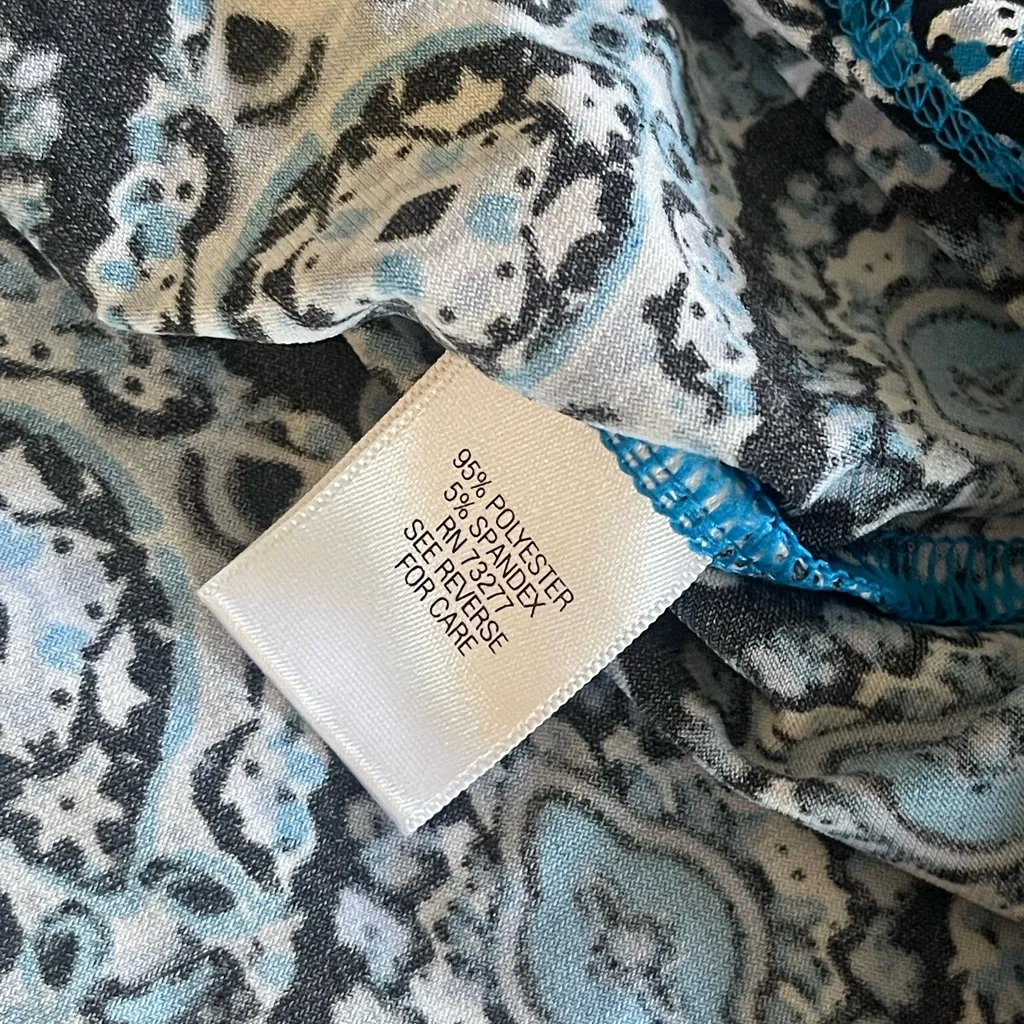 95% POLYESTER
5% SPANDEX
RN 73277
SEE REVERSE
FOR CARE